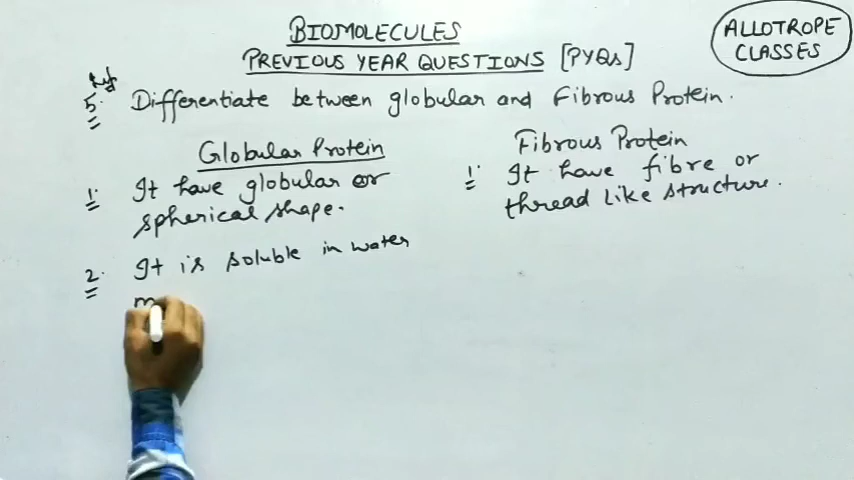 BIOMOLECULES
PREVIOUS YEAR QUESTIONS [PYQs]
ALLOTROPE
CLASSES
5. Differentiate between globular and Fibrous Protein.
Globular Protein
1. It have globular or
spherical shape.
2. It is soluble in water
Fibrous Protein
1. It have fibre or
thread like structure.